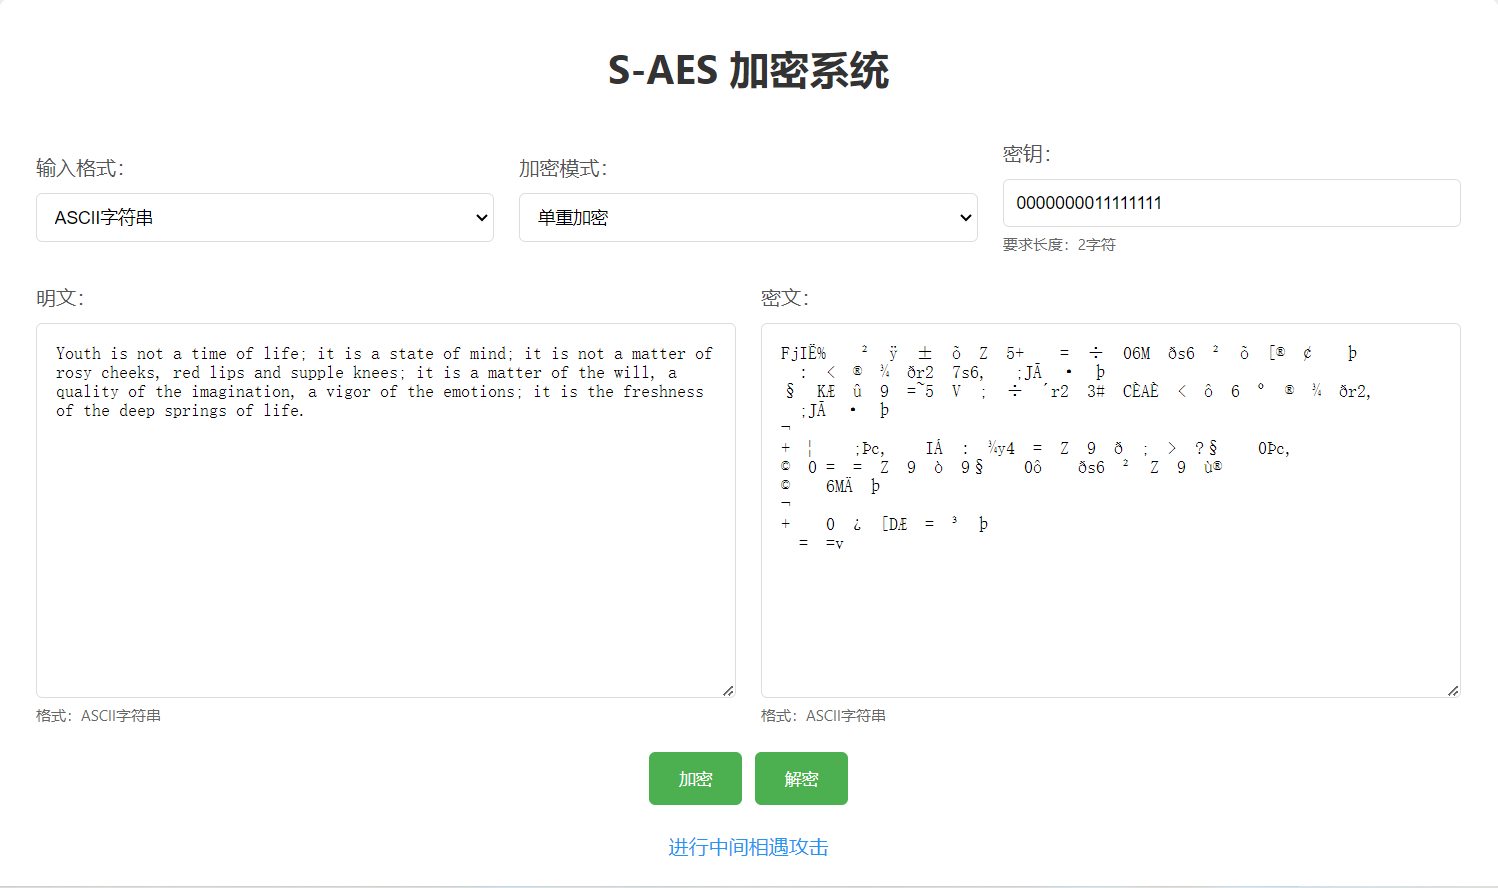 S-AES 加密系统
输入格式：
ASCII字符串
加密模式：
单重加密
密钥：
0000000011111111
要求长度：2字符
明文：
Youth is not a time of life; it is a state of mind; it is not a matter of
rosy cheeks, red lips and supple knees; it is a matter of the will, a
quality of the imagination, a vigor of the emotions; it is the freshness
of the deep springs of life.
格式：ASCII字符串
密文：
FjIË% ² ÿ ± õ Z 5+ = ÷ 06M ðs6 ² õ [® ¢ þ
: < ® ¾ ðr2 7s6, ;JÃ • þ
§ KÆ û 9 =~5 V ; ÷ ´r2 3# CÈAÈ < ô 6 º ® ¾ ðr2,
;JÃ • þ
¬
+ ¦ ;Þc, IÁ : ¾y4 = Z 9 ð ; > ?§ 0Þc,
© 0 = = Z 9 ò 9§ 0ô ðs6 ² Z 9 ù®
© 6MÄ þ
¬
+ 0 ¿ [DÆ = ³ þ
= =v
格式：ASCII字符串
加密
解密
进行中间相遇攻击